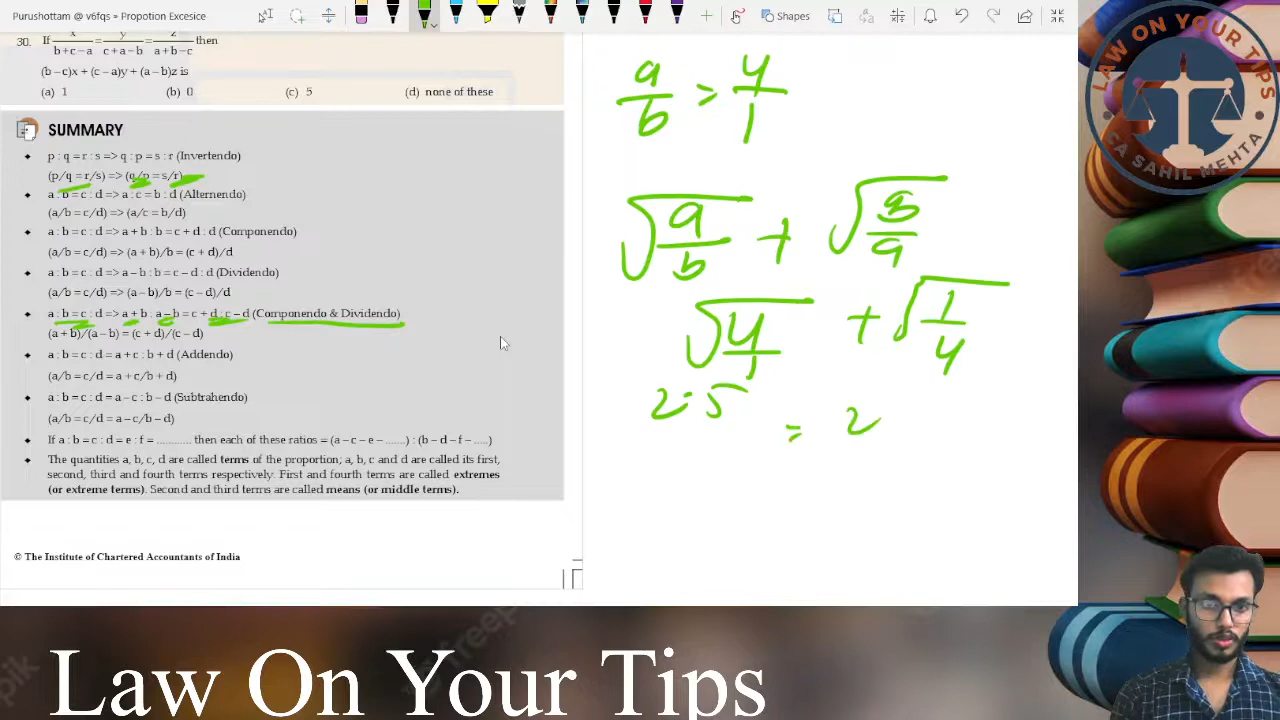 Purushottam @ v6fqs > Propotion Excesice
Shapes
30. If ——— = ——— = ——— then
b+c−a c+a−b a+b−c
(b−c)x + (c−a)y + (a−b)z is
(a) 1 (b) 0 (c) 5 (d) none of these
SUMMARY
♦ p : q = r : s => q : p = s : r (Invertendo)
(p/q = r/s) => (q/p = s/r)
♦ a : b = c : d => a : c = b : d (Alternendo)
(a/b = c/d) => (a/c = b/d)
♦ a : b = c : d => a + b : b = c + d : d (Componendo)
(a/b = c/d) => (a + b)/b = (c + d)/d
♦ a : b = c : d => a − b : b = c − d : d (Dividendo)
(a/b = c/d) => (a − b)/b = (c − d)/d
♦ a : b = c : d => a + b : a − b = c + d : c − d (Componendo & Dividendo)
(a + b)/(a − b) = (c + d)/(c − d)
♦ a : b = c : d = a + c : b + d (Addendo)
(a/b = c/d = a + c/b + d)
♦ a : b = c : d = a − c : b − d (Subtrahendo)
(a/b = c/d = a − c/b − d)
♦ If a : b = c : d = e : f = ............ then each of these ratios = (a − c − e − .......) : (b − d − f − .....)
♦ The quantities a, b, c, d are called terms of the proportion; a, b, c and d are called its first,
second, third and fourth terms respectively. First and fourth terms are called extremes
(or extreme terms). Second and third terms are called means (or middle terms).
© The Institute of Chartered Accountants of India
a/b = 4/1
√a/b + √b/a
√4/1 + √1/4
2.5
= 2
LAW ON YOUR TIPS
CA SAHIL MEHTA
Law On Your Tips